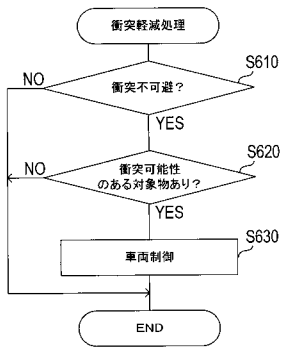 衝突軽減処理
S610
衝突不可避?
NO
YES
S620
衝突可能性
のある対象物あり?
NO
YES
S630
車両制御
END